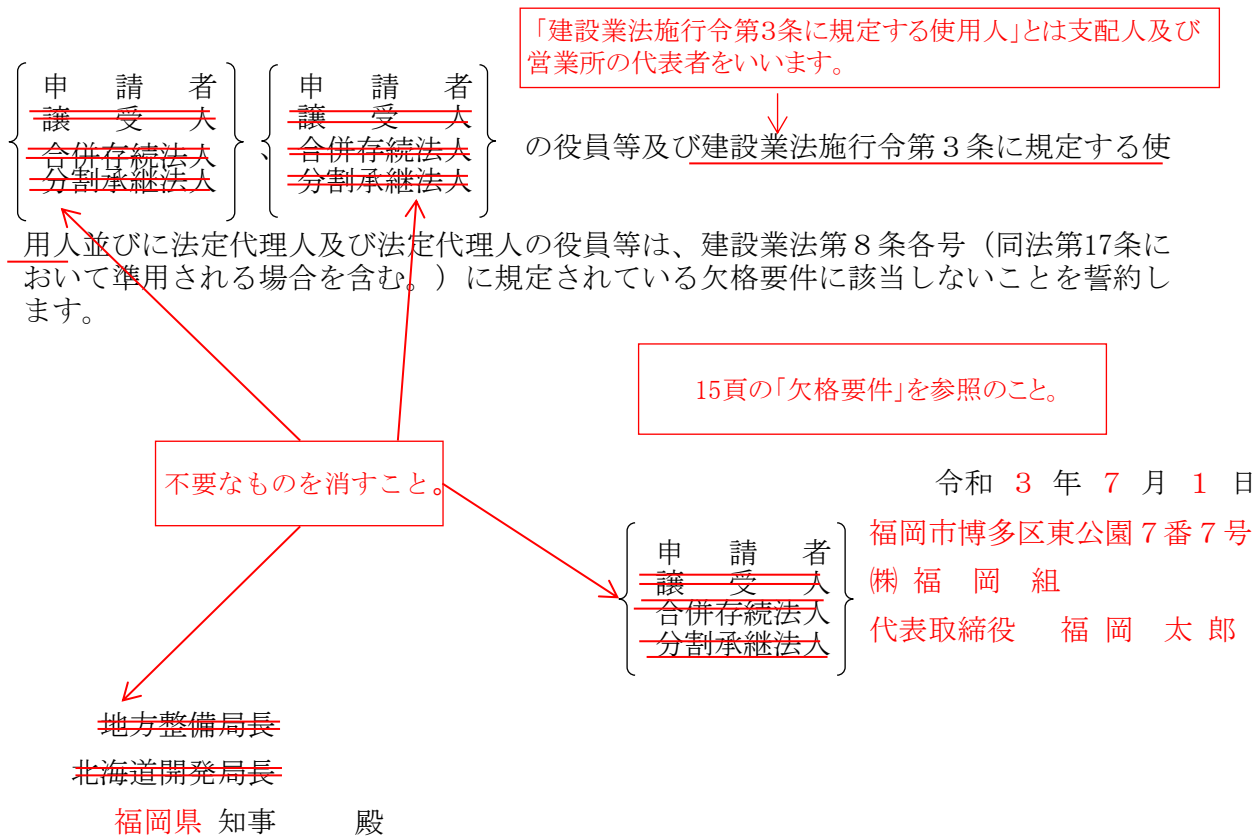 「建設業法施行令第3条に規定する使用人」とは支配人及び
営業所の代表者をいいます。
申請者
譲受人
合併存続法人
分割承継法人
、
申請者
譲受人
合併存続法人
分割承継法人
の役員等及び建設業法施行令第3条に規定する使
用人並びに法定代理人及び法定代理人の役員等は、建設業法第8条各号（同法第17条に
おいて準用される場合を含む。）に規定されている欠格要件に該当しないことを誓約し
ます。
15頁の「欠格要件」を参照のこと。
不要なものを消すこと。
令和 3 年 7 月 1 日
申請者
譲受人
合併存続法人
分割承継法人
福岡市博多区東公園7番7号
㈱ 福岡組
代表取締役 福岡太郎
地方整備局長
北海道開発局長
福岡県 知事 殿